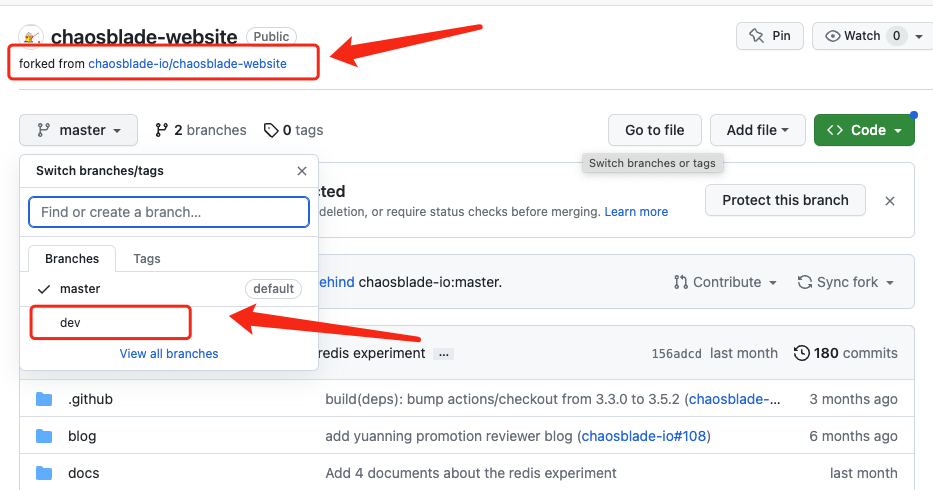 chaosblade-website Public Pin Watch 0
forked from chaosblade-io/chaosblade-website
master 2 branches 0 tags Go to file Add file Code
Switch branches or tags
Switch branches/tags
Find or create a branch...
cted
deletion, or require status checks before merging. Learn more
Protect this branch
Branches Tags
master default
dev
View all branches
ehind chaosblade-io:master.
Contribute Sync fork
redis experiment ... 156adcd last month 180 commits
.github build(deps): bump actions/checkout from 3.3.0 to 3.5.2 (chaosblade-... 3 months ago
blog add yuanning promotion reviewer blog (chaosblade-io#108) 6 months ago
docs Add 4 documents about the redis experiment last month